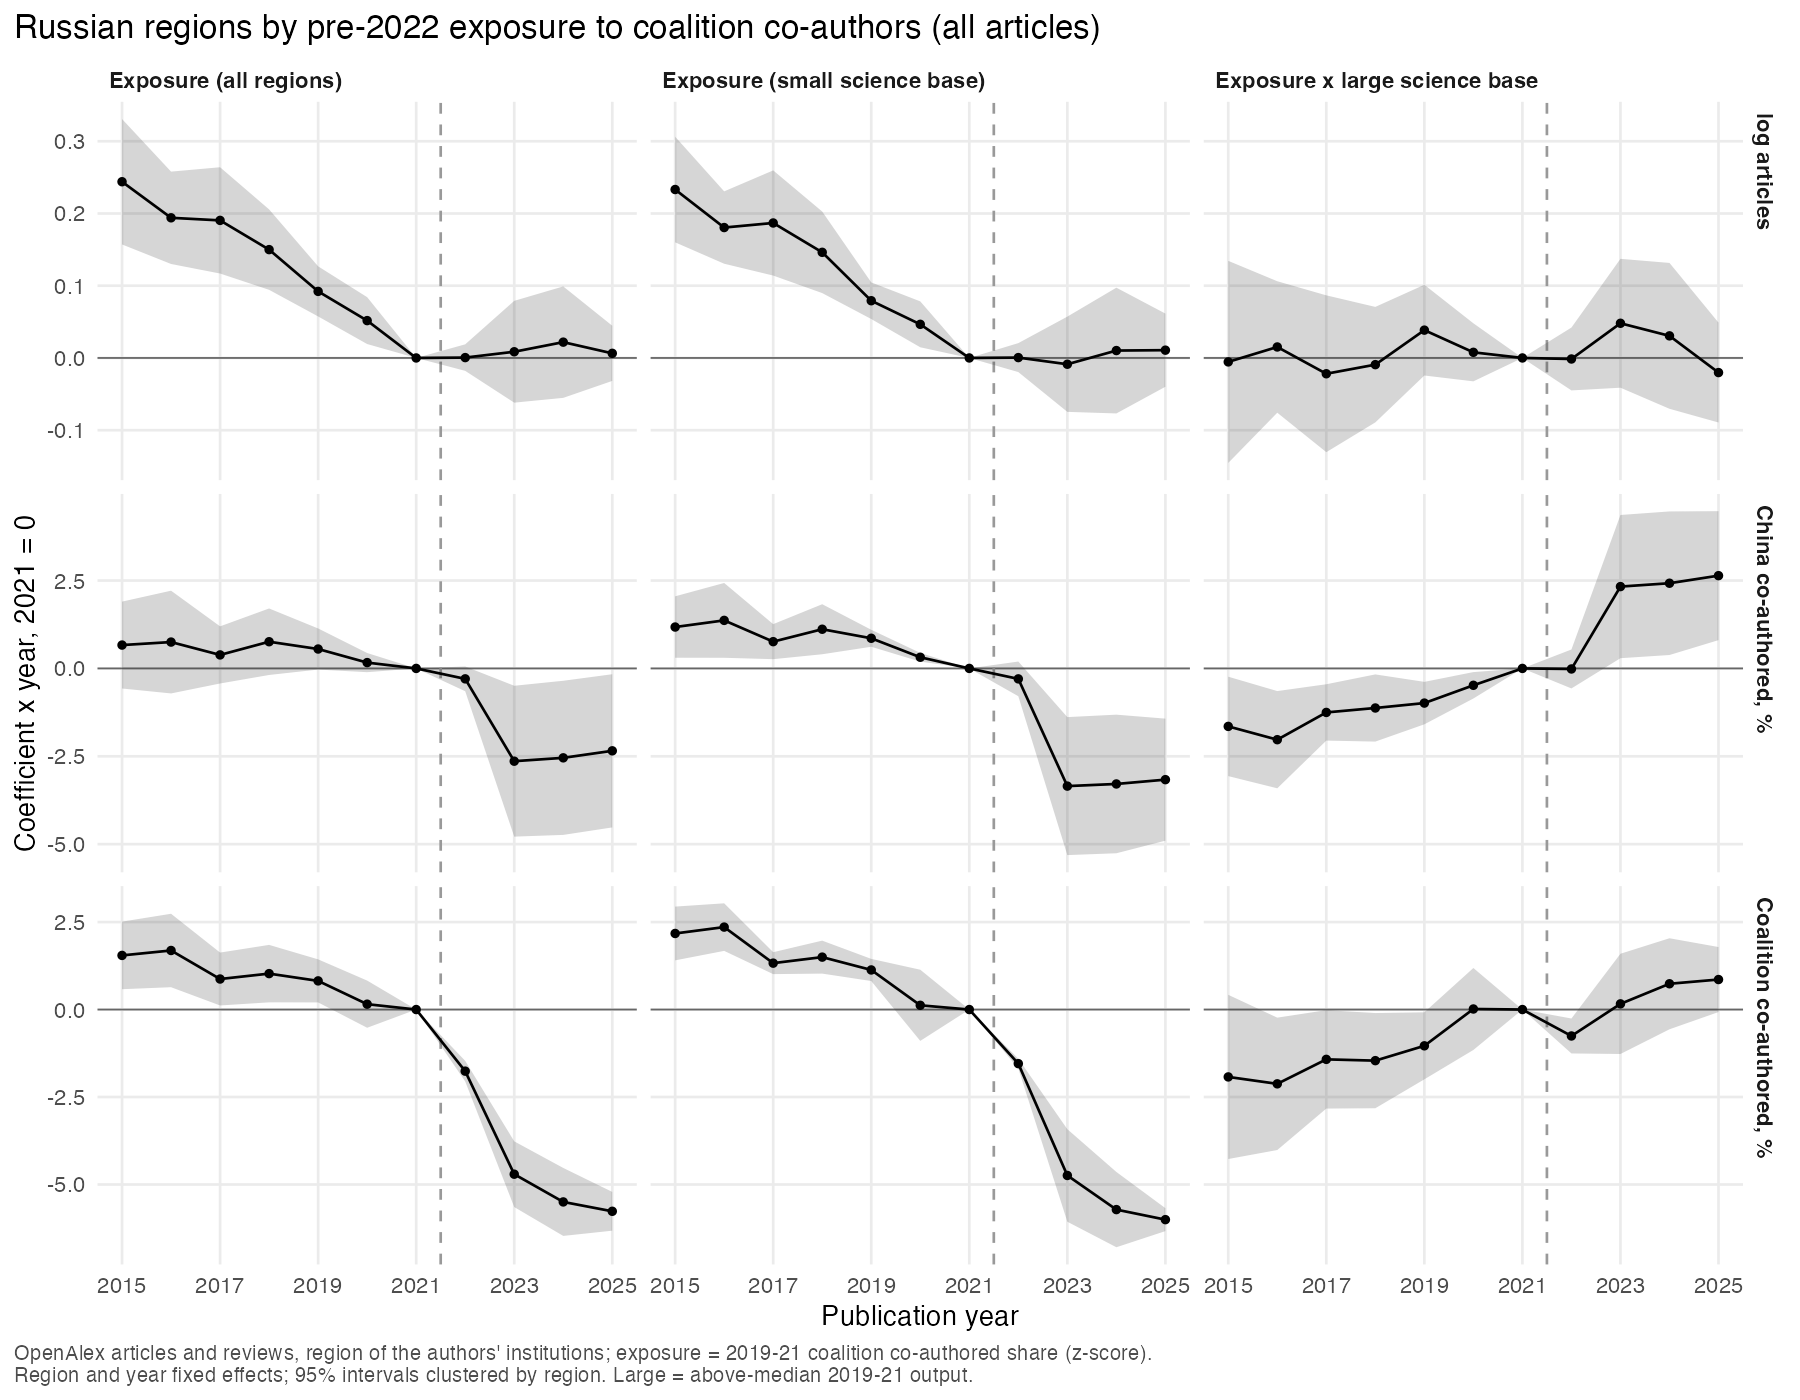 Russian regions by pre-2022 exposure to coalition co-authors (all articles)
Exposure (all regions)
Exposure (small science base)
Exposure x large science base
0.3
0.2
0.1
0.0
-0.1
log articles
2.5
0.0
-2.5
-5.0
China co-authored, %
2.5
0.0
-2.5
-5.0
Coalition co-authored, %
Coefficient x year, 2021 = 0
2015 2017 2019 2021 2023 2025 2015 2017 2019 2021 2023 2025 2015 2017 2019 2021 2023 2025
Publication year
OpenAlex articles and reviews, region of the authors' institutions; exposure = 2019-21 coalition co-authored share (z-score).
Region and year fixed effects; 95% intervals clustered by region. Large = above-median 2019-21 output.